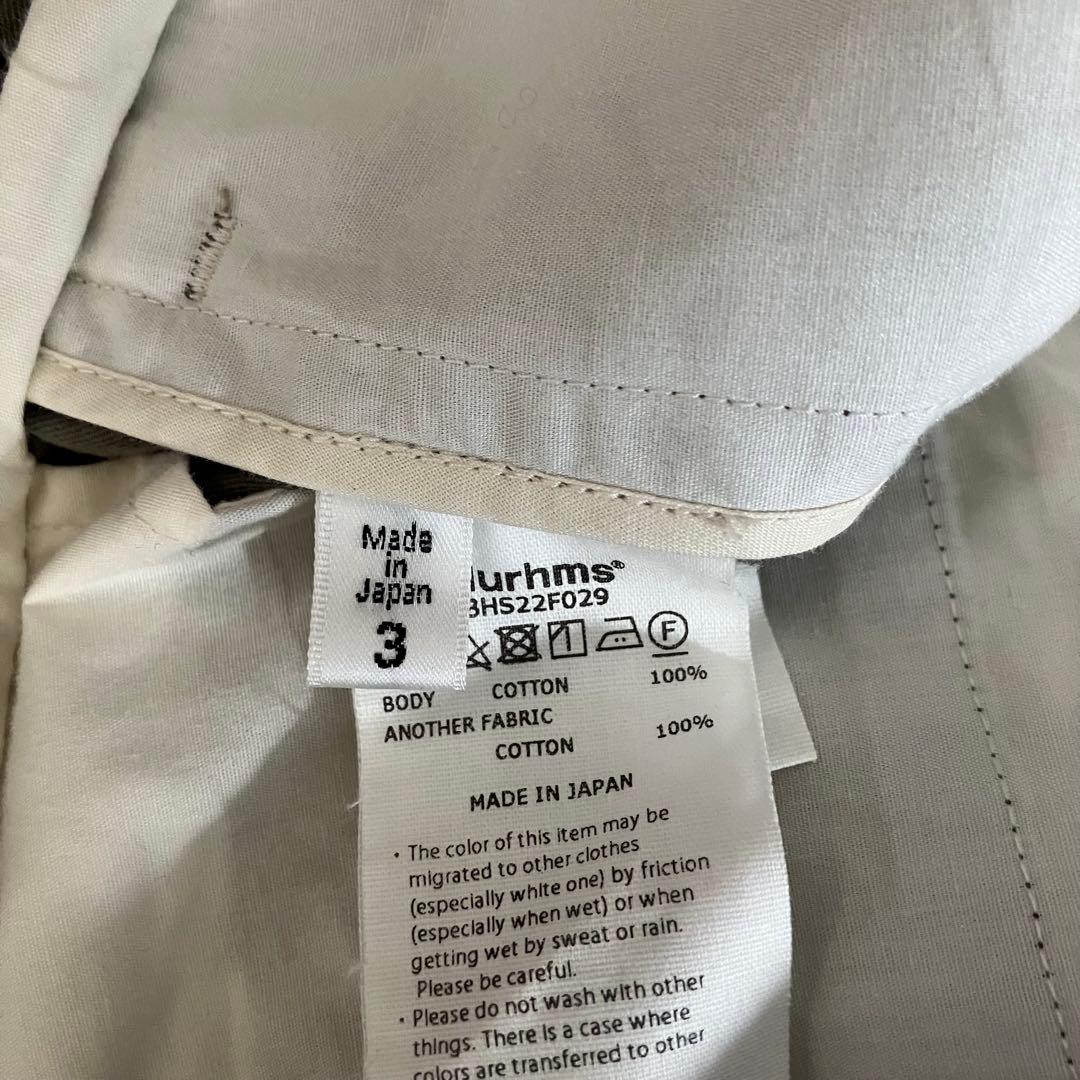 Made
in
Japan
3
lurhms®
BHS22F029
BODY COTTON 100%
ANOTHER FABRIC
COTTON 100%
MADE IN JAPAN
• The color of this item may be
migrated to other clothes
(especially white one) by friction
(especially when wet) or when
getting wet by sweat or rain.
Please be careful.
• Please do not wash with other
things. There is a case where
colors are transferred to other